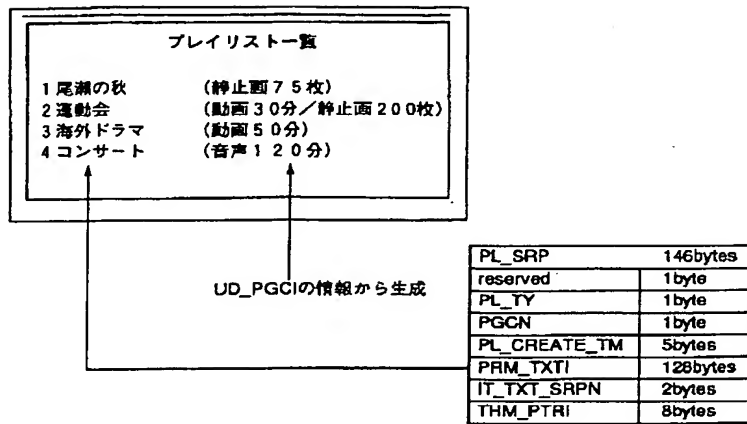 プレイリスト一覧
1 尾瀬の秋 (静止画75枚)
2 運動会 (動画30分/静止画200枚)
3 海外ドラマ (動画50分)
4 コンサート (音声120分)
UD_PGCIの情報から生成
PL_SRP 146bytes
reserved 1byte
PL_TY 1byte
PGCN 1byte
PL_CREATE_TM 5bytes
PRM_TXTI 128bytes
IT_TXT_SRPN 2bytes
THM_PTRI 8bytes